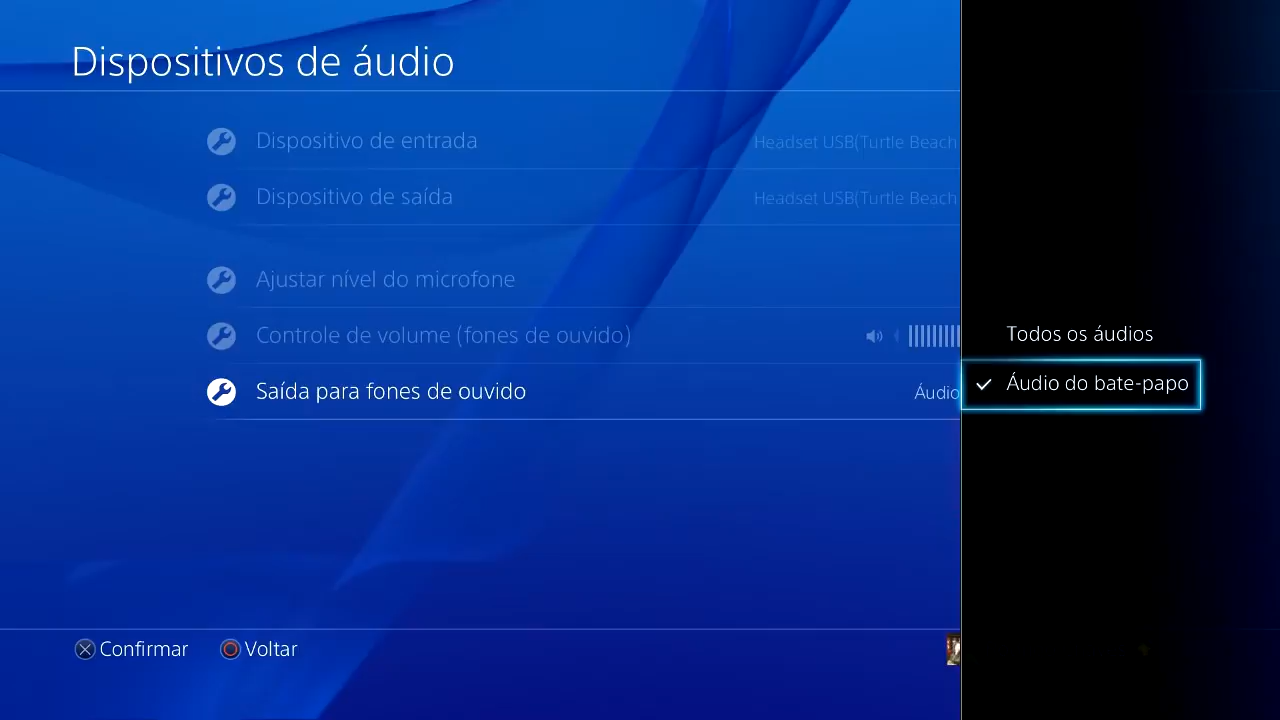 Dispositivos de áudio
Dispositivo de entrada Headset USB(Turtle Beach
Dispositivo de saída Headset USB(Turtle Beach
Ajustar nível do microfone
Controle de volume (fones de ouvido)
Saída para fones de ouvido Áudio
Todos os áudios
Áudio do bate-papo
Confirmar Voltar